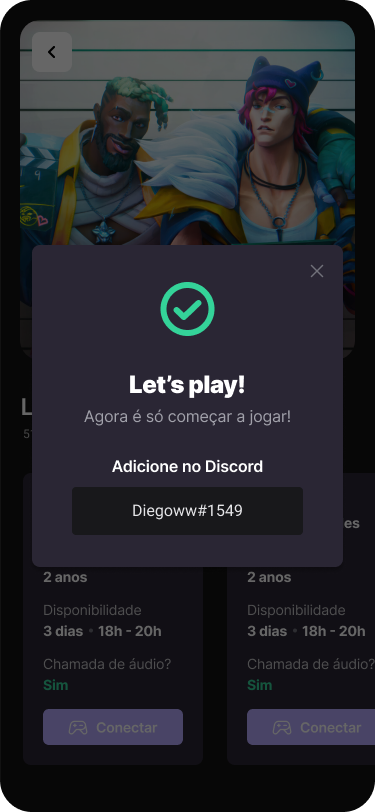 Let's play!
Agora é só começar a jogar!
Adicione no Discord
Diegoww#1549
2 anos
Disponibilidade
3 dias • 18h - 20h
Chamada de áudio?
Sim
Conectar
2 anos
Disponibilidade
3 dias • 18h - 20h
Chamada de áudio?
Sim
Conectar